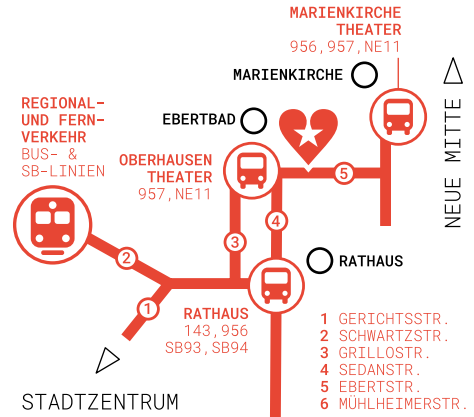 MARIENKIRCHE
THEATER
956,957,NE11
MARIENKIRCHE
NEUE MITTE
REGIONAL-
UND FERN-
VERKEHR
BUS- &
SB-LINIEN
EBERTBAD
OBERHAUSEN
THEATER
957,NE11
5
4
3
2
1
RATHAUS
RATHAUS
143,956
SB93,SB94
STADTZENTRUM
1 GERICHTSSTR.
2 SCHWARTZSTR.
3 GRILLOSTR.
4 SEDANSTR.
5 EBERTSTR.
6 MÜHLHEIMERSTR.